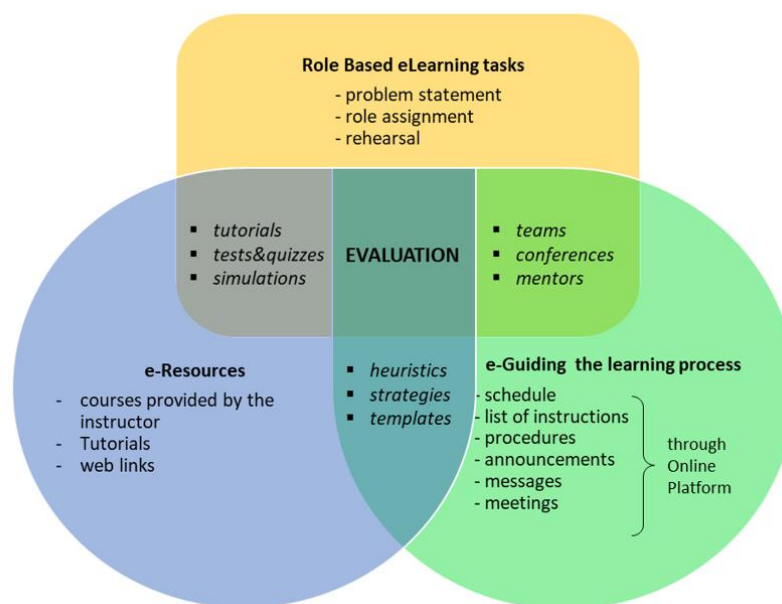 Role Based eLearning tasks
- problem statement
- role assignment
- rehearsal
▪ tutorials
▪ tests&quizzes
▪ simulations
EVALUATION
▪ teams
▪ conferences
▪ mentors
e-Resources
- courses provided by the
instructor
- Tutorials
- web links
▪ heuristics
▪ strategies
▪ templates
e-Guiding the learning process
- schedule
- list of instructions
- procedures
- announcements
- messages
- meetings
through
Online
Platform